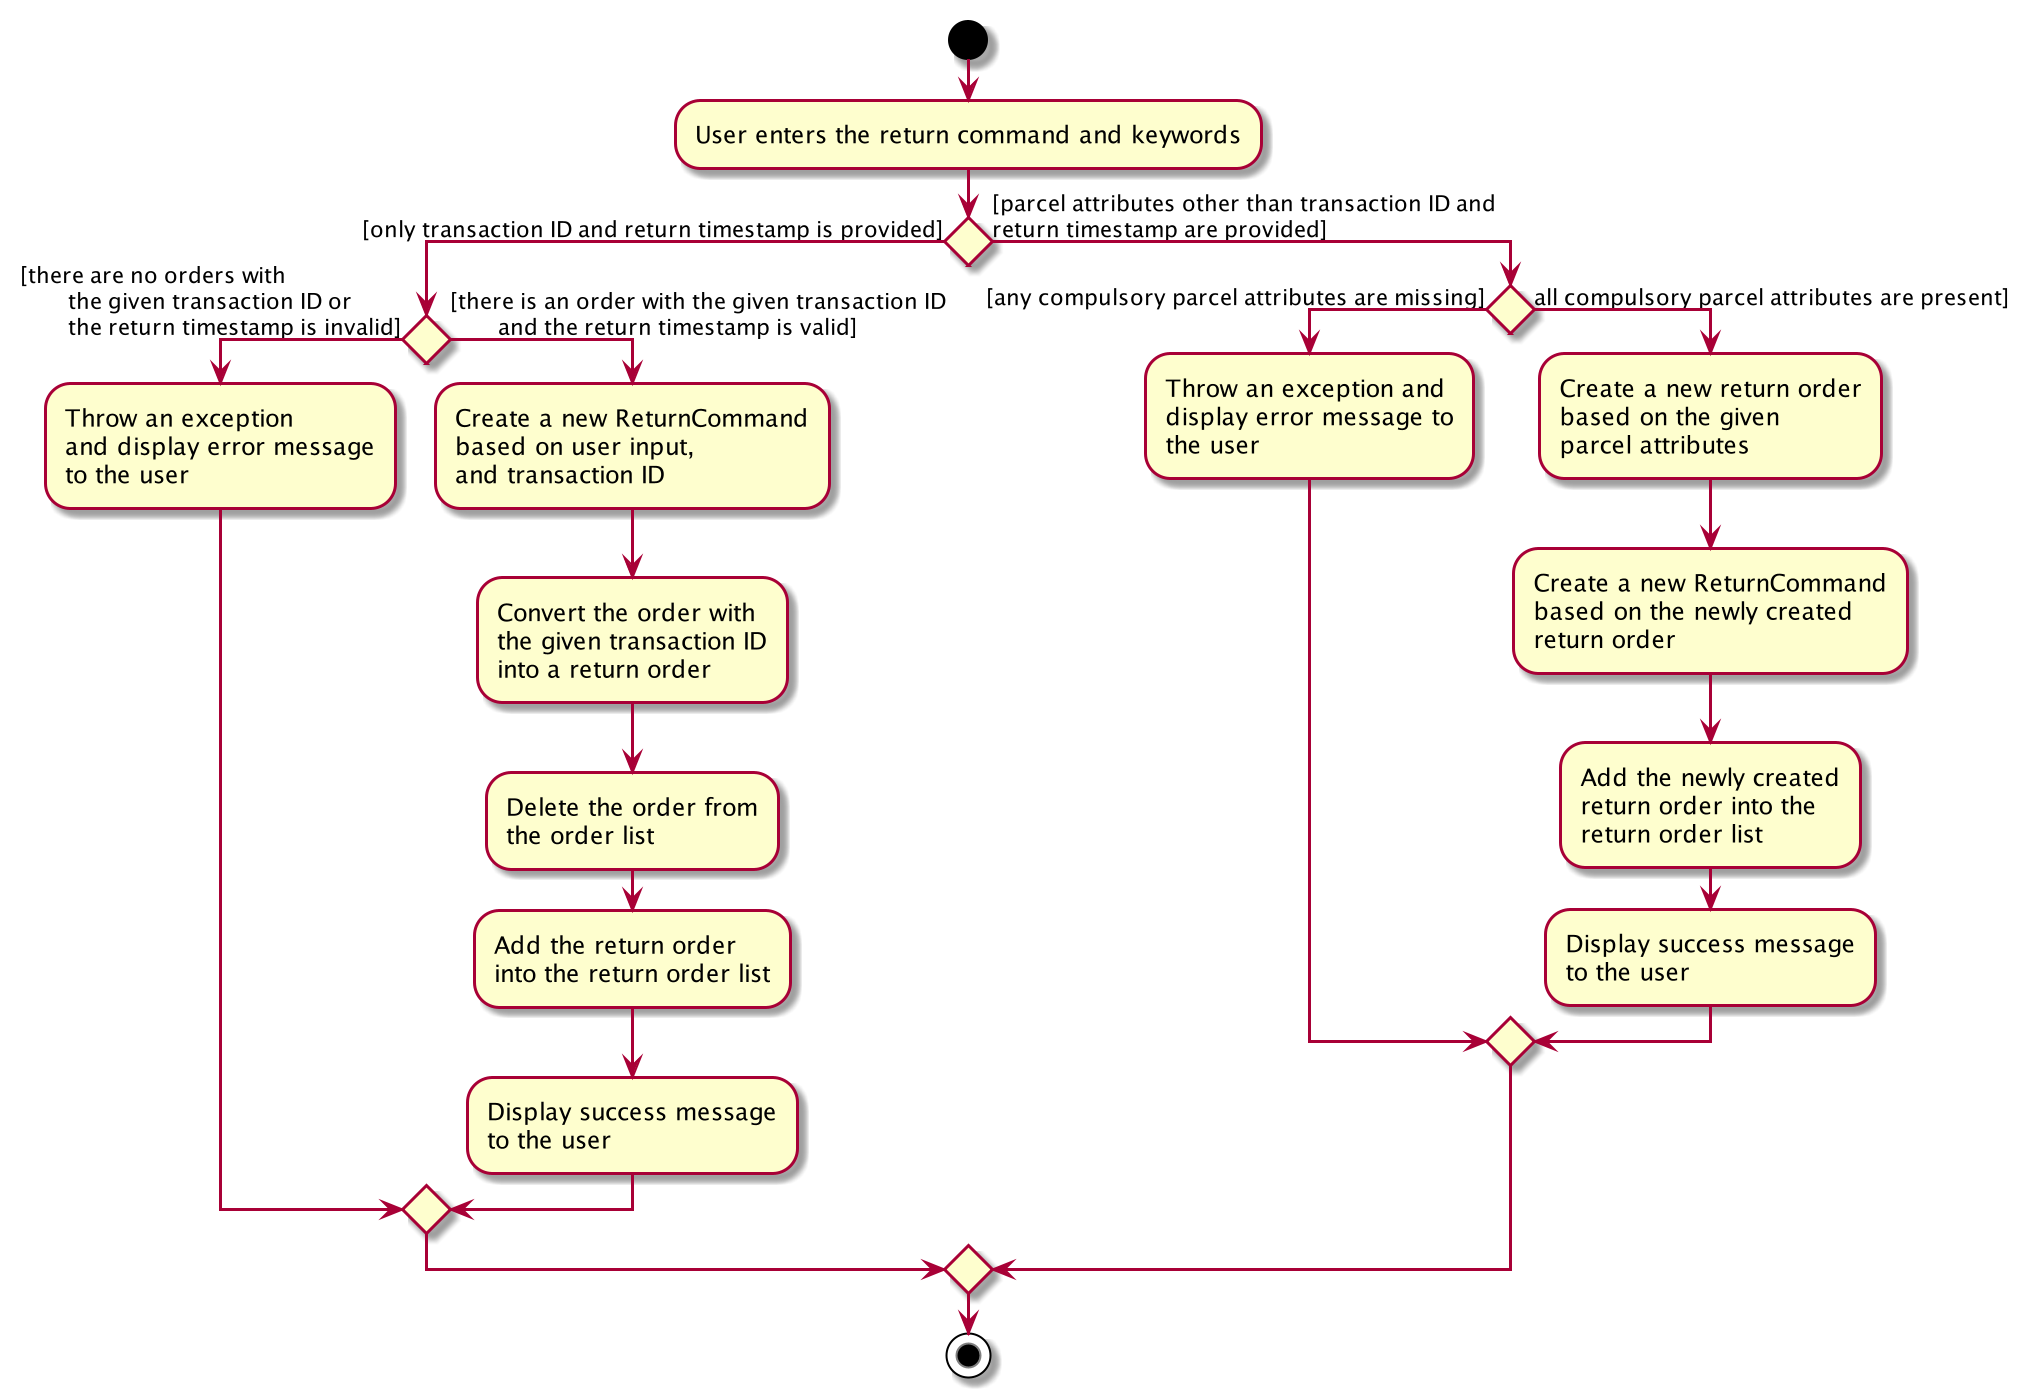 User enters the return command and keywords
[only transaction ID and return timestamp is provided]
[parcel attributes other than transaction ID and
return timestamp are provided]
[there are no orders with
the given transaction ID or
the return timestamp is invalid]
[there is an order with the given transaction ID
and the return timestamp is valid]
Throw an exception
and display error message
to the user
Create a new ReturnCommand
based on user input,
and transaction ID
Convert the order with
the given transaction ID
into a return order
Delete the order from
the order list
Add the return order
into the return order list
Display success message
to the user
[any compulsory parcel attributes are missing]
all compulsory parcel attributes are present]
Throw an exception and
display error message to
the user
Create a new return order
based on the given
parcel attributes
Create a new ReturnCommand
based on the newly created
return order
Add the newly created
return order into the
return order list
Display success message
to the user